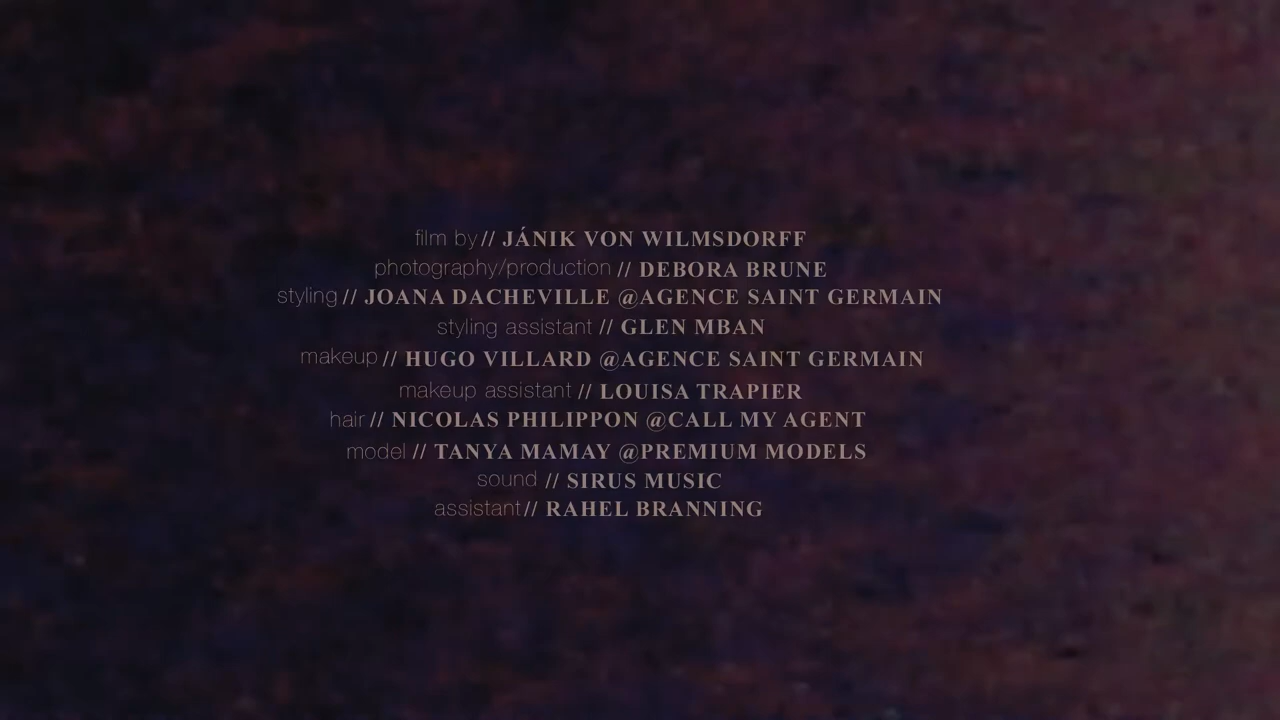 film by // JÁNIK VON WILMSDORFF
photography/production // DEBORA BRUNE
styling // JOANA DACHEVILLE @AGENCE SAINT GERMAIN
styling assistant // GLEN MBAN
makeup // HUGO VILLARD @AGENCE SAINT GERMAIN
makeup assistant // LOUISA TRAPIER
hair // NICOLAS PHILIPPON @CALL MY AGENT
model // TANYA MAMAY @PREMIUM MODELS
sound // SIRUS MUSIC
assistant // RAHEL BRANNING